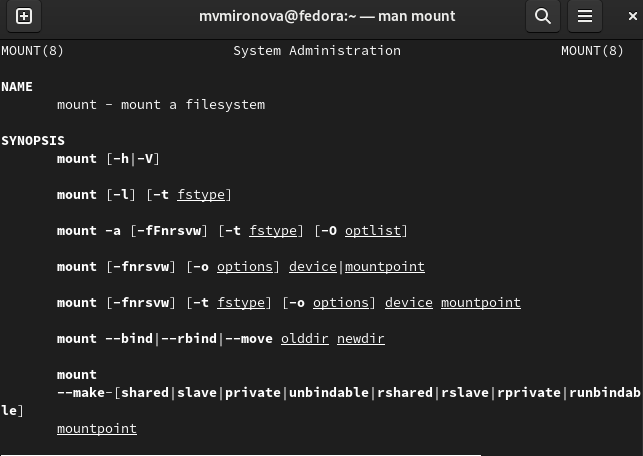 mvmironova@fedora:~ — man mount
MOUNT(8) System Administration MOUNT(8)
NAME
mount - mount a filesystem
SYNOPSIS
mount [-h|-V]
mount [-l] [-t fstype]
mount -a [-fFnrsvw] [-t fstype] [-O optlist]
mount [-fnrsvw] [-o options] device|mountpoint
mount [-fnrsvw] [-t fstype] [-o options] device mountpoint
mount --bind|--rbind|--move olddir newdir
mount
--make-[shared|slave|private|unbindable|rshared|rslave|rprivate|runbindab
le]
mountpoint